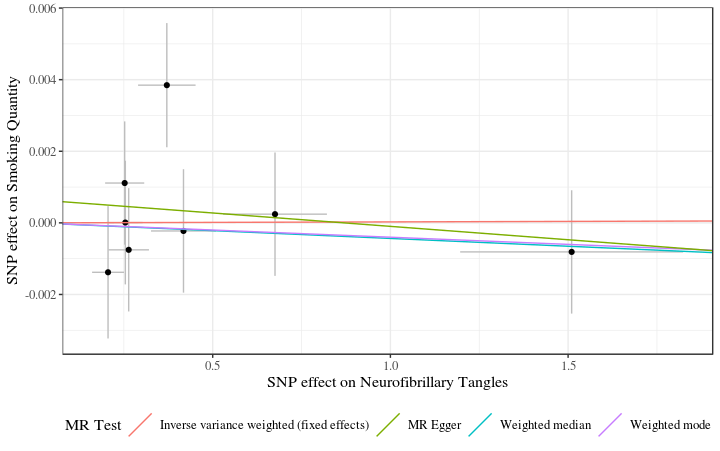 0.006
0.004
0.002
0.000
-0.002
SNP effect on Smoking Quantity
0.5 1.0 1.5
SNP effect on Neurofibrillary Tangles
MR Test Inverse variance weighted (fixed effects) MR Egger Weighted median Weighted mode